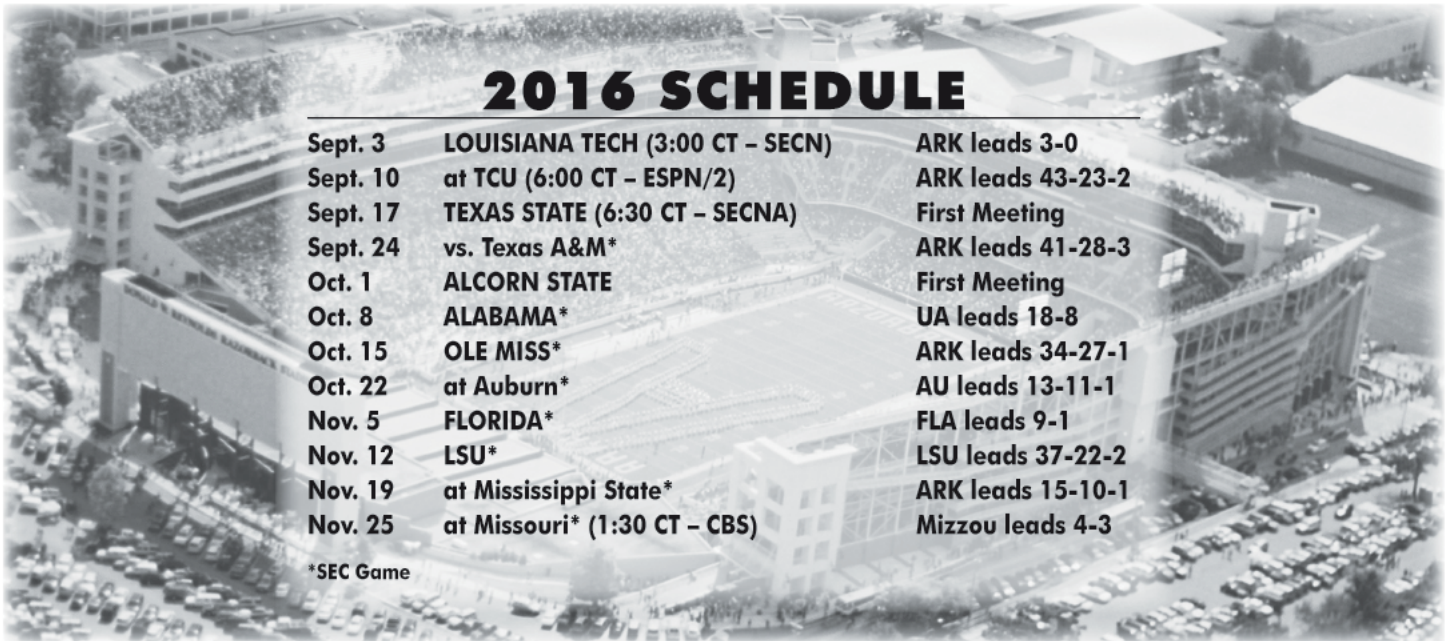 2016 SCHEDULE
Sept. 3 LOUISIANA TECH (3:00 CT – SECN) ARK leads 3-0
Sept. 10 at TCU (6:00 CT – ESPN/2) ARK leads 43-23-2
Sept. 17 TEXAS STATE (6:30 CT – SECNA) First Meeting
Sept. 24 vs. Texas A&M* ARK leads 41-28-3
Oct. 1 ALCORN STATE First Meeting
Oct. 8 ALABAMA* UA leads 18-8
Oct. 15 OLE MISS* ARK leads 34-27-1
Oct. 22 at Auburn* AU leads 13-11-1
Nov. 5 FLORIDA* FLA leads 9-1
Nov. 12 LSU* LSU leads 37-22-2
Nov. 19 at Mississippi State* ARK leads 15-10-1
Nov. 25 at Missouri* (1:30 CT – CBS) Mizzou leads 4-3
*SEC Game